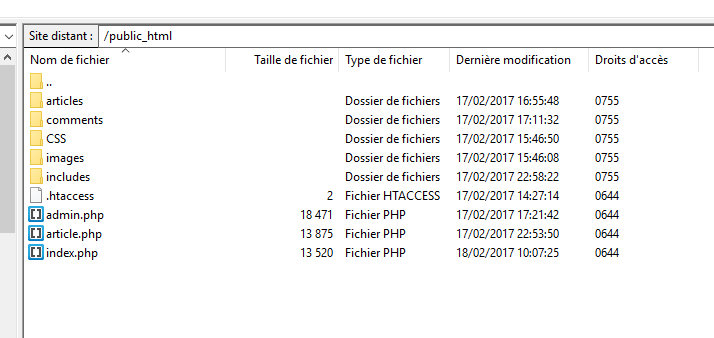 Site distant : /public_html
Nom de fichier Taille de fichier Type de fichier Dernière modification Droits d'accès
..
articles Dossier de fichiers 17/02/2017 16:55:48 0755
comments Dossier de fichiers 17/02/2017 17:11:32 0755
CSS Dossier de fichiers 17/02/2017 15:46:50 0755
images Dossier de fichiers 17/02/2017 15:46:08 0755
includes Dossier de fichiers 17/02/2017 22:58:22 0755
.htaccess 2 Fichier HTACCESS 17/02/2017 14:27:14 0644
admin.php 18 471 Fichier PHP 17/02/2017 17:21:42 0644
article.php 13 875 Fichier PHP 17/02/2017 22:53:50 0644
index.php 13 520 Fichier PHP 18/02/2017 10:07:25 0644